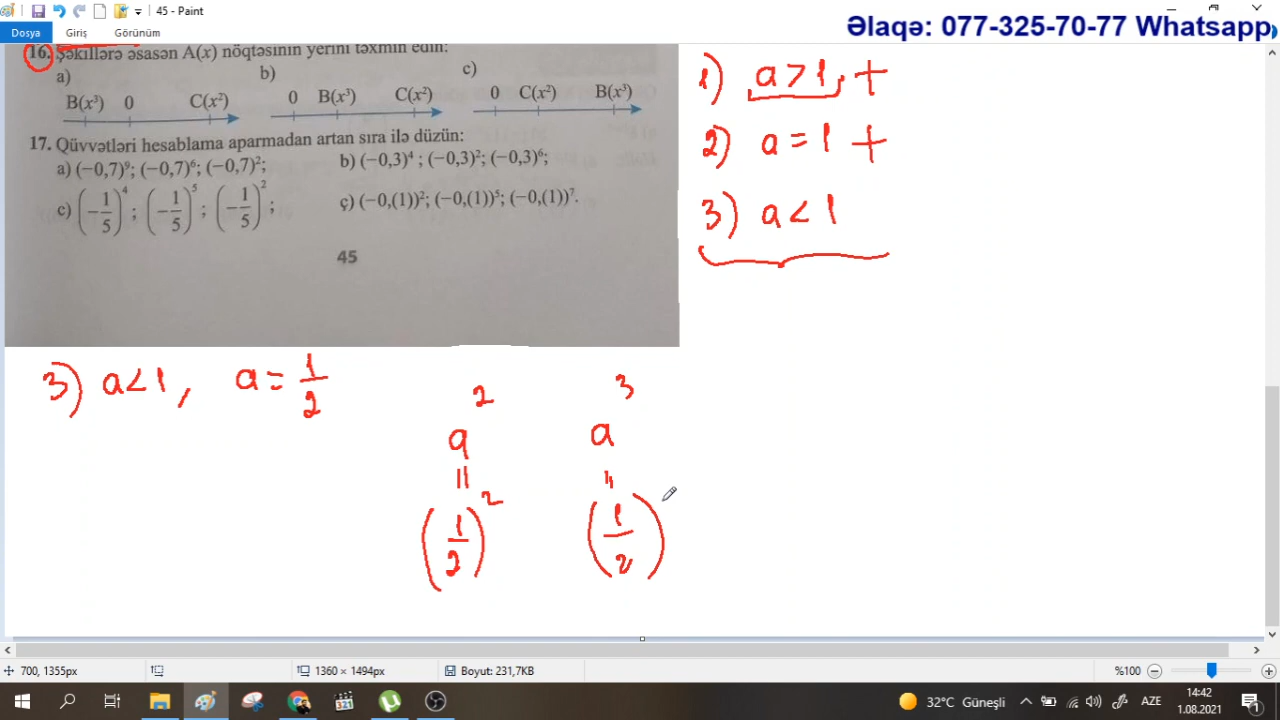 45 - Paint
Əlaqə: 077-325-70-77 Whatsapp
Dosya Giriş Görünüm
16. Şəkillərə əsasən A(x) nöqtəsinin yerini təxmin edin:
a) b) c)
B(x³) 0 C(x²) 0 B(x³) C(x²) 0 C(x²) B(x³)
17. Qüvvətləri hesablama aparmadan artan sıra ilə düzün:
a) (−0,7)⁹; (−0,7)⁶; (−0,7)²; b) (−0,3)⁴ ; (−0,3)²; (−0,3)⁶;
c) (−1/5)⁴ ; (−1/5)⁵ ; (−1/5)² ; ç) (−0,(1))²; (−0,(1))⁵; (−0,(1))⁷.
45
1) a > 1, +
2) a = 1 +
3) a < 1
3) a<1, a = 1/2
a² a³
= =
(1/2)² (1/2)
700, 1355px 1360 × 1494px Boyut: 231,7KB %100
32°C Güneşli AZE 14:42
1.08.2021